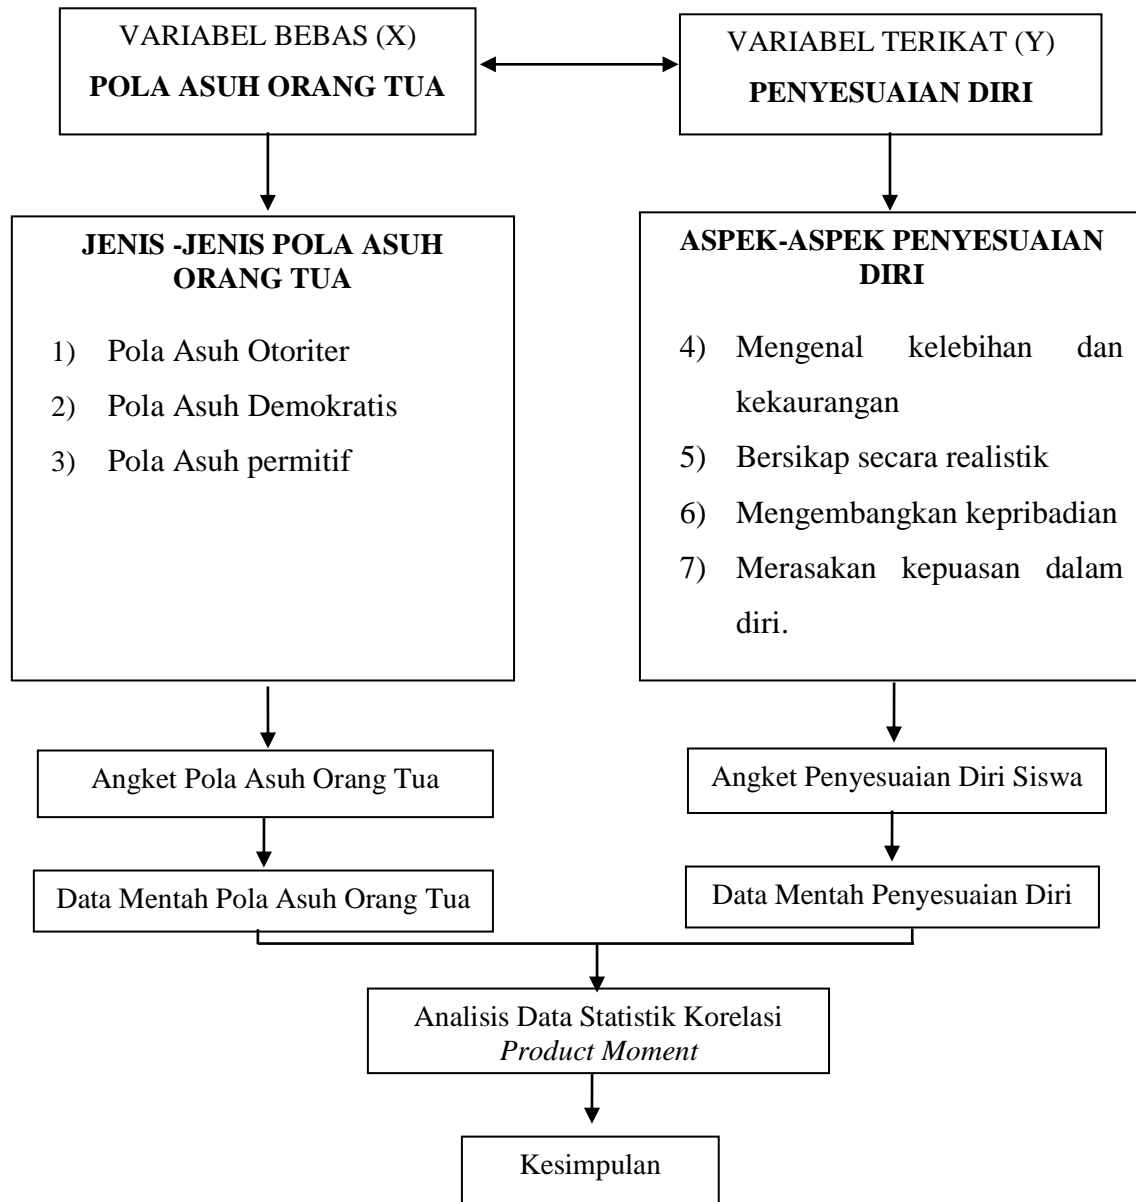 VARIABEL BEBAS (X)
POLA ASUH ORANG TUA
VARIABEL TERIKAT (Y)
PENYESUAIAN DIRI
JENIS -JENIS POLA ASUH
ORANG TUA
1) Pola Asuh Otoriter
2) Pola Asuh Demokratis
3) Pola Asuh permitif
ASPEK-ASPEK PENYESUAIAN
DIRI
4) Mengenal kelebihan dan
kekaurangan
5) Bersikap secara realistik
6) Mengembangkan kepribadian
7) Merasakan kepuasan dalam
diri.
Angket Pola Asuh Orang Tua
Angket Penyesuaian Diri Siswa
Data Mentah Pola Asuh Orang Tua
Data Mentah Penyesuaian Diri
Analisis Data Statistik Korelasi
Product Moment
Kesimpulan